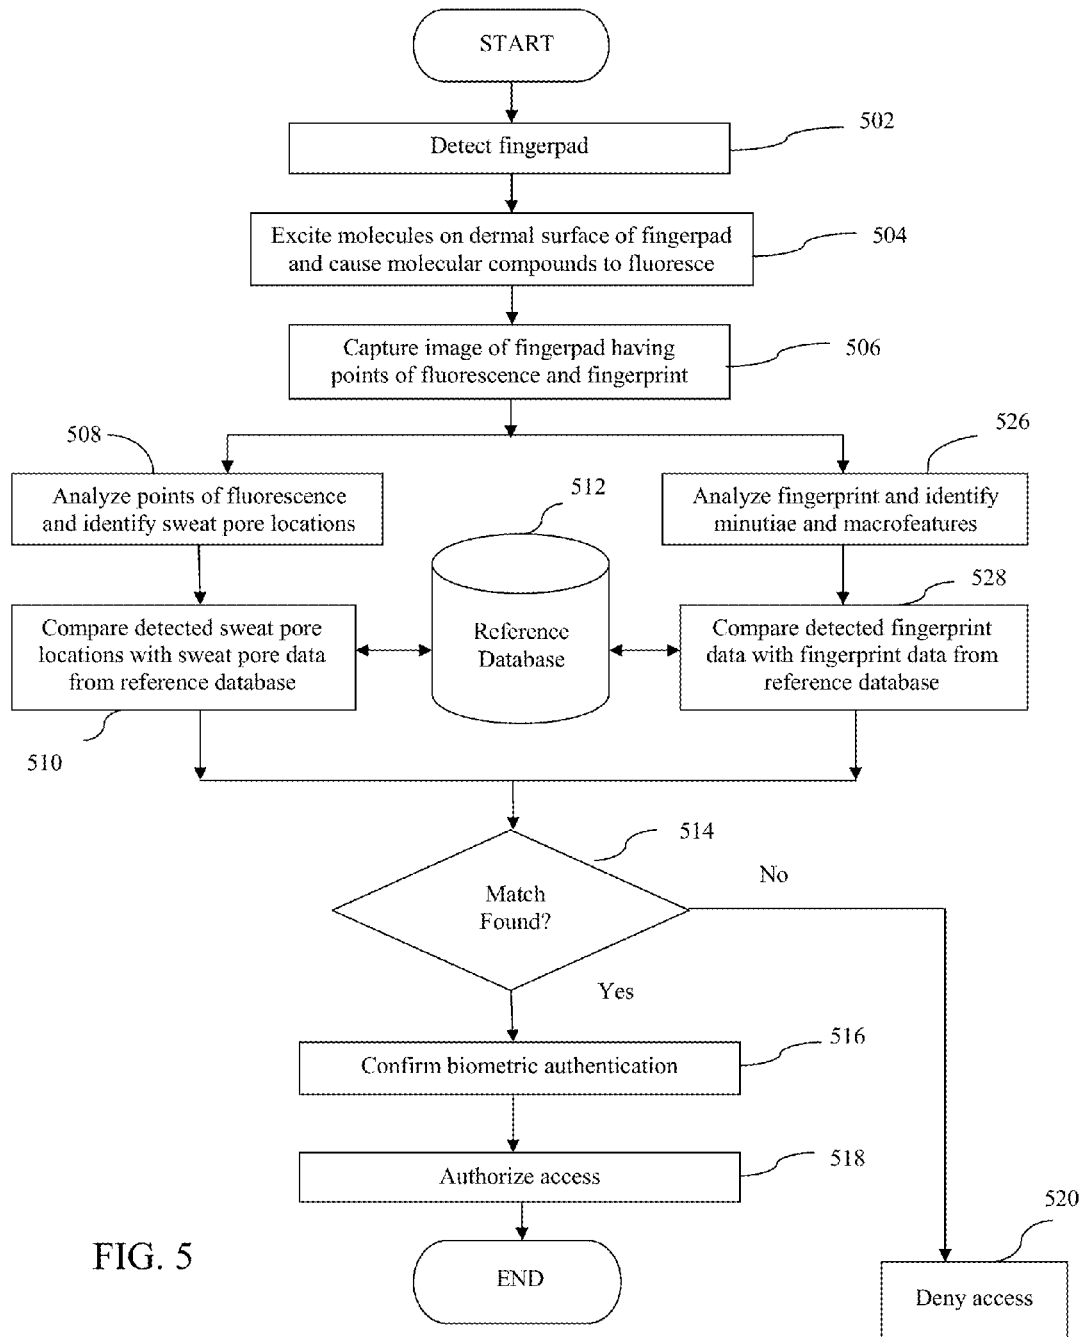 START
502
Detect fingerpad
504
Excite molecules on dermal surface of fingerpad
and cause molecular compounds to fluoresce
506
Capture image of fingerpad having
points of fluorescence and fingerprint
508
526
Analyze points of fluorescence
and identify sweat pore locations
512
Analyze fingerprint and identify
minutiae and macrofeatures
528
Compare detected sweat pore
locations with sweat pore data
from reference database
Reference
Database
Compare detected fingerprint
data with fingerprint data from
reference database
510
514
Match
Found?
No
Yes
516
Confirm biometric authentication
518
Authorize access
520
FIG. 5
END
Deny access